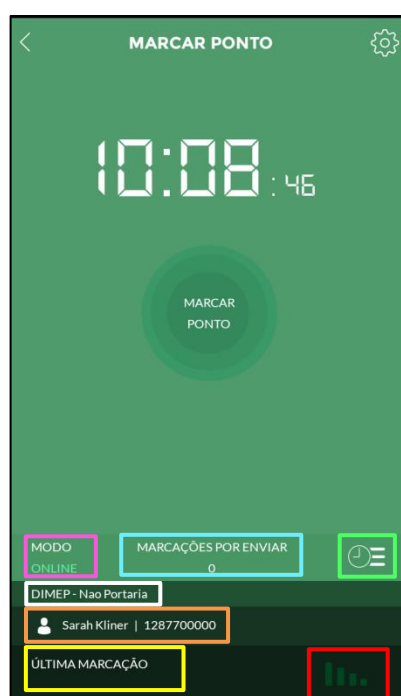 MARCAR PONTO
10:08:46
MARCAR
PONTO
MODO
ONLINE
MARCAÇÕES POR ENVIAR
0
DIMEP - Nao Portaria
Sarah Kliner | 1287700000
ÚLTIMA MARCAÇÃO